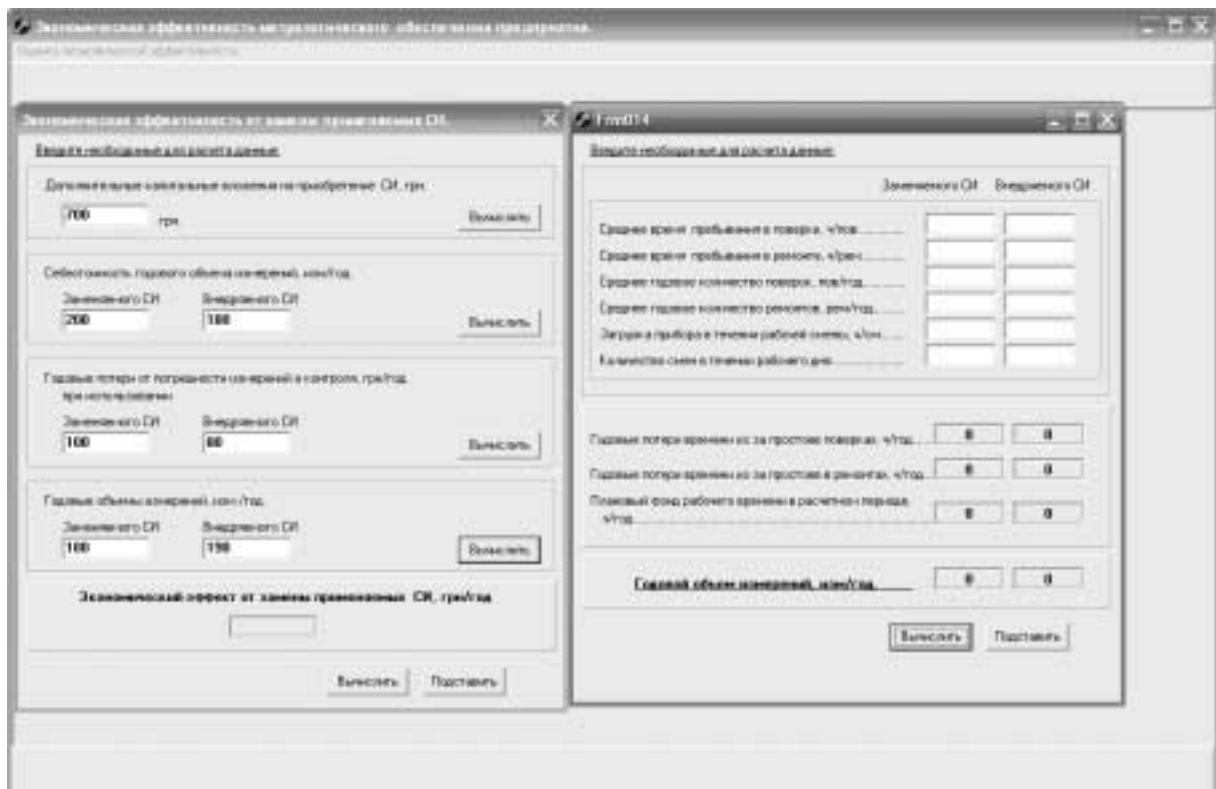 Экономическая эффективность метрологического обеспечения предприятия.
Оценка экономической эффективности
Экономическая эффективность от замены применяемых СИ.
Введите необходимые для расчета данные:
Дополнительные капитальные вложения на приобретение СИ, грн.
700 грн. Вычислить
Себестоимость годового объема измерений, изм/год.
Заменяемого СИ Внедряемого СИ
200 180 Вычислить
Годовые потери от погрешности измерений и контроля, грн/год
при использовании
Заменяемого СИ Внедряемого СИ
100 80 Вычислить
Годовые объемы измерений, изм /год.
Заменяемого СИ Внедряемого СИ
180 190 Вычислить
Экономический эффект от замены применяемых СИ, грн/год
Вычислить Подставить
Frm014
Введите необходимые для расчета данные:
Заменяемого СИ Внедряемого СИ
Среднее время пребывания в поверке, ч/пов
Среднее время пребывания в ремонте, ч/рем
Среднее годовое количество поверок, пов/год
Среднее годовое количество ремонтов, рем/год
Загрузка прибора в течении рабочей смены, ч/см
Количество смен в течении рабочего дня
Годовые потери времени из за простоев поверках, ч/год 0 0
Годовые потери времени из за простоев в ремонтах, ч/год 0 0
Плановый фонд рабочего времени в расчетном периоде,
ч/год 0 0
Годовой объем измерений, изм/год 0 0
Вычислить Подставить